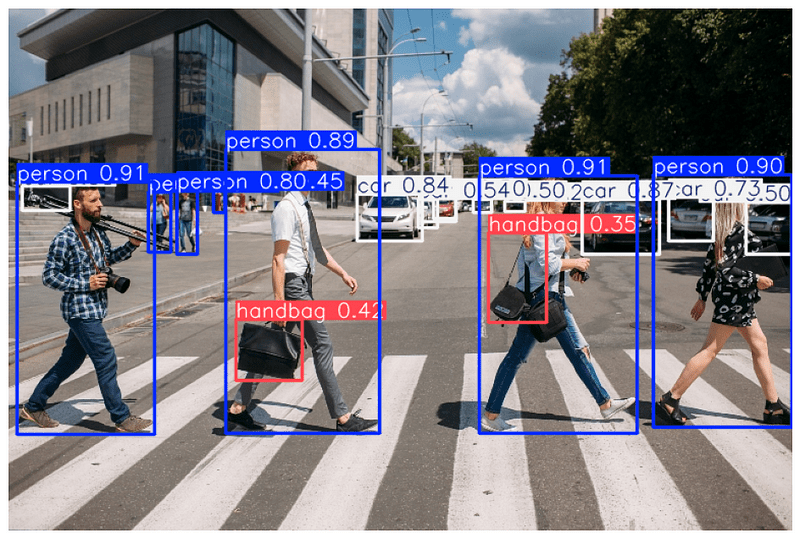 person 0.89
person 0.91
person 0.91
person 0.90
person 0.80
0.45
car 0.84
car 0.87
car 0.73
handbag 0.35
handbag 0.42